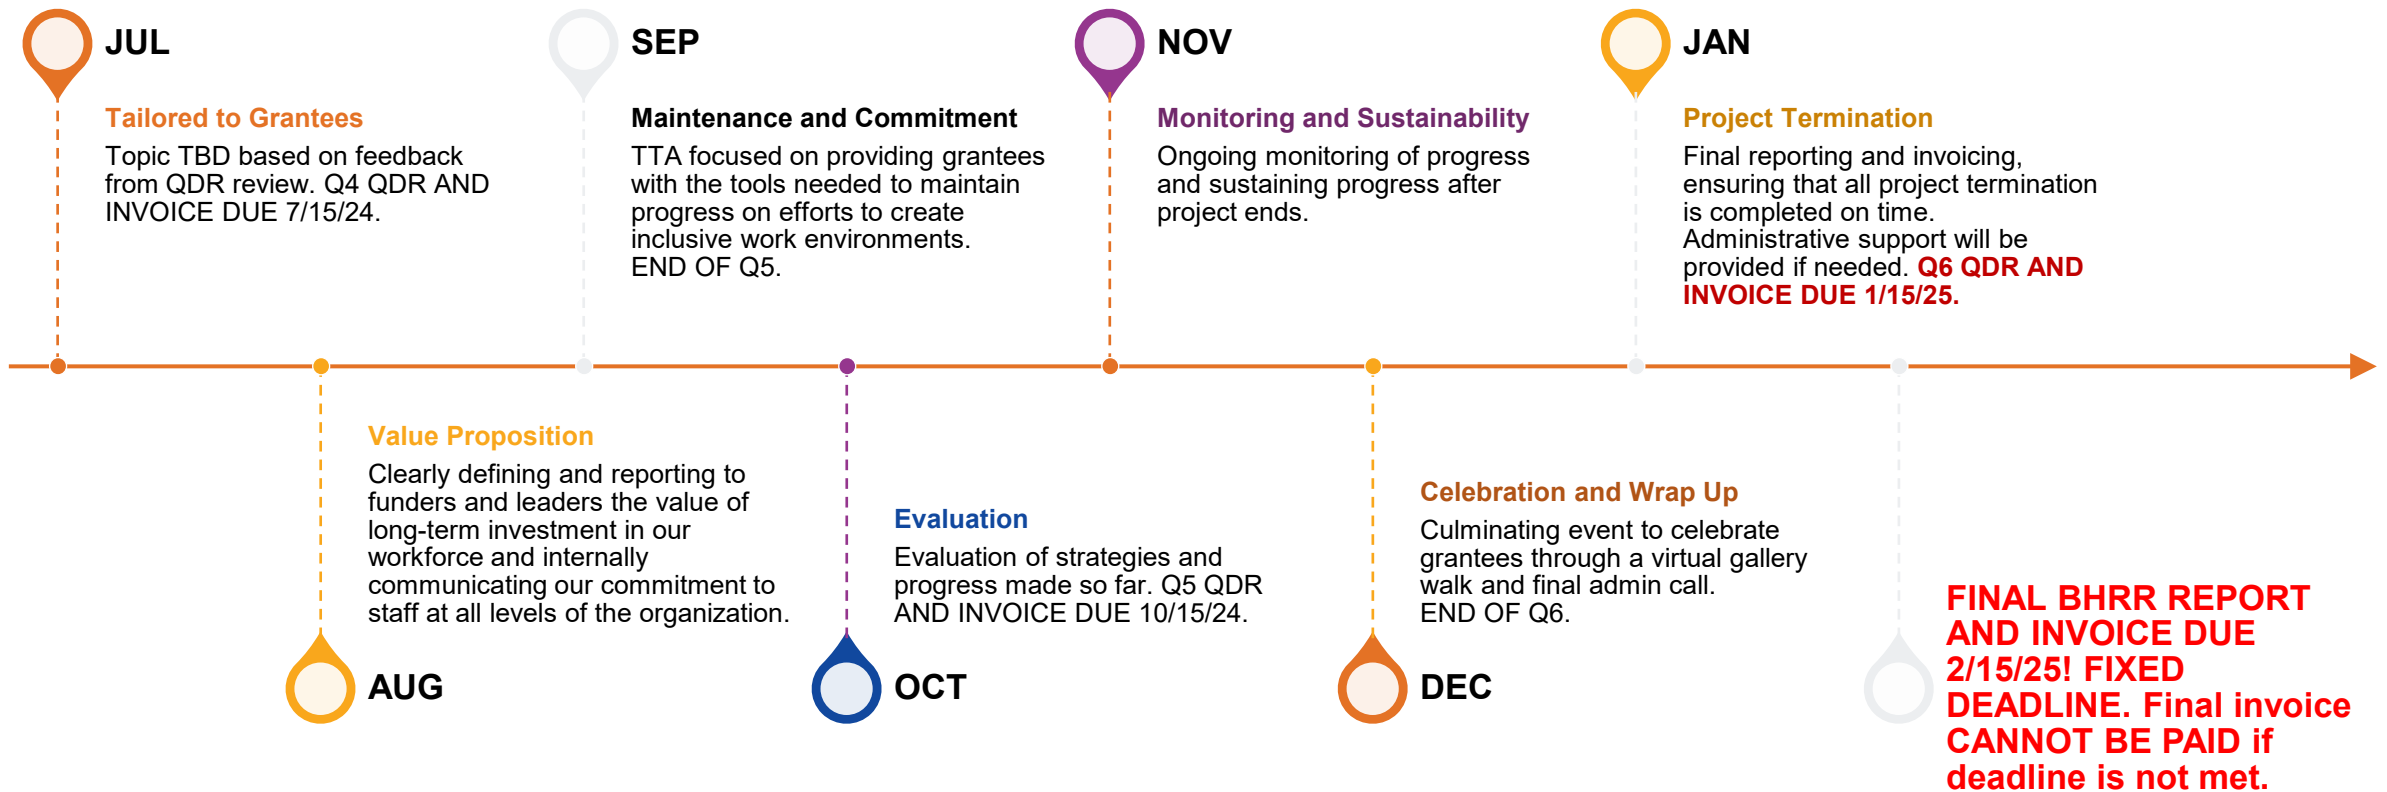 JUL
Tailored to Grantees
Topic TBD based on feedback
from QDR review. Q4 QDR AND
INVOICE DUE 7/15/24.
SEP
Maintenance and Commitment
TTA focused on providing grantees
with the tools needed to maintain
progress on efforts to create
inclusive work environments.
END OF Q5.
NOV
Monitoring and Sustainability
Ongoing monitoring of progress
and sustaining progress after
project ends.
JAN
Project Termination
Final reporting and invoicing,
ensuring that all project termination
is completed on time.
Administrative support will be
provided if needed. Q6 QDR AND
INVOICE DUE 1/15/25.
Value Proposition
Clearly defining and reporting to
funders and leaders the value of
long-term investment in our
workforce and internally
communicating our commitment to
staff at all levels of the organization.
AUG
Evaluation
Evaluation of strategies and
progress made so far. Q5 QDR
AND INVOICE DUE 10/15/24.
OCT
Celebration and Wrap Up
Culminating event to celebrate
grantees through a virtual gallery
walk and final admin call.
END OF Q6.
DEC
FINAL BHRR REPORT
AND INVOICE DUE
2/15/25! FIXED
DEADLINE. Final invoice
CANNOT BE PAID if
deadline is not met.